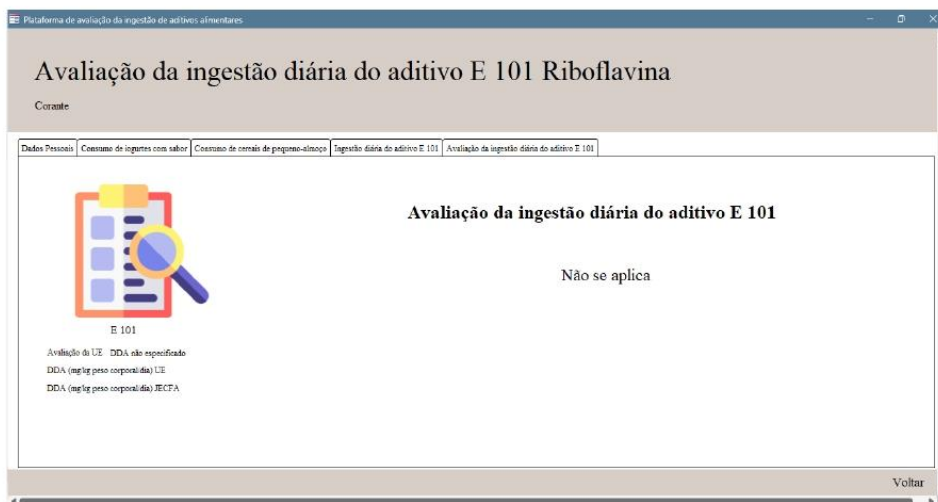 Plataforma de avaliação da ingestão de aditivos alimentares
Avaliação da ingestão diária do aditivo E 101 Riboflavina
Corante
Dados Pessoais Consumo de iogurtes com sabor Consumo de cereais de pequeno-almoço Ingestão diária do aditivo E 101 Avaliação da ingestão diária do aditivo E 101
Avaliação da ingestão diária do aditivo E 101
Não se aplica
E 101
Avaliação da UE DDA não especificado
DDA (mg/kg peso corporal/dia) UE
DDA (mg/kg peso corporal/dia) JECFA
Voltar